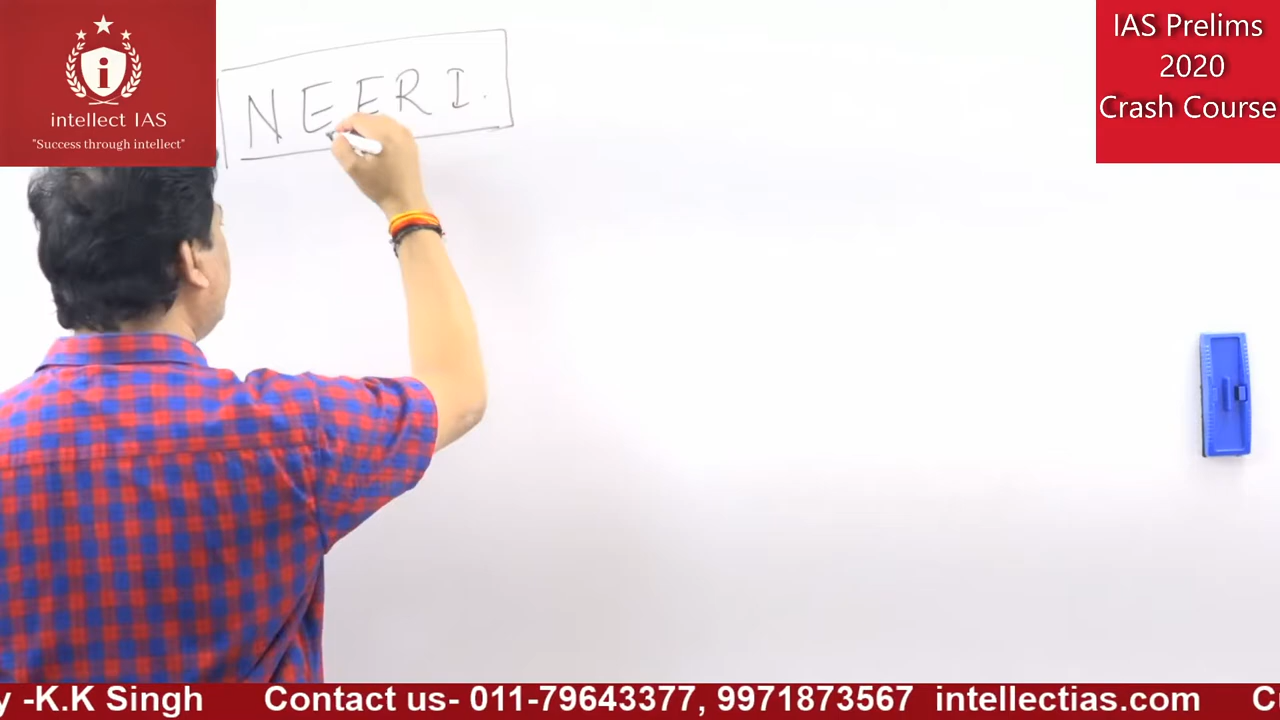 intellect IAS
"Success through intellect"
NEERI.
IAS Prelims
2020
Crash Course
y -K.K Singh Contact us- 011-79643377, 9971873567 intellectias.com C